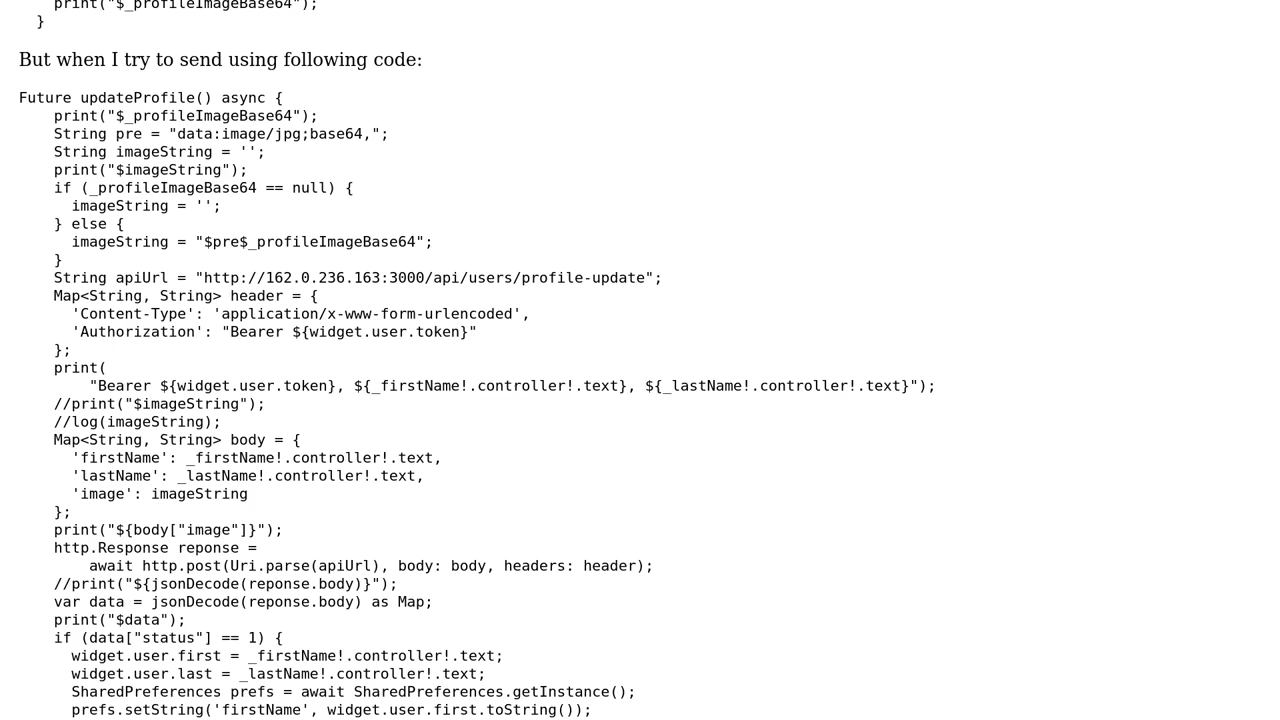 print("$_profileImageBase64");
}
But when I try to send using following code:
Future updateProfile() async {
print("$_profileImageBase64");
String pre = "data:image/jpg;base64,";
String imageString = '';
print("$imageString");
if (_profileImageBase64 == null) {
imageString = '';
} else {
imageString = "$pre$_profileImageBase64";
}
String apiUrl = "http://162.0.236.163:3000/api/users/profile-update";
Map<String, String> header = {
'Content-Type': 'application/x-www-form-urlencoded',
'Authorization': "Bearer ${widget.user.token}"
};
print(
"Bearer ${widget.user.token}, ${_firstName!.controller!.text}, ${_lastName!.controller!.text}");
//print("$imageString");
//log(imageString);
Map<String, String> body = {
'firstName': _firstName!.controller!.text,
'lastName': _lastName!.controller!.text,
'image': imageString
};
print("${body["image"]}");
http.Response reponse =
await http.post(Uri.parse(apiUrl), body: body, headers: header);
//print("${jsonDecode(reponse.body)}");
var data = jsonDecode(reponse.body) as Map;
print("$data");
if (data["status"] == 1) {
widget.user.first = _firstName!.controller!.text;
widget.user.last = _lastName!.controller!.text;
SharedPreferences prefs = await SharedPreferences.getInstance();
prefs.setString('firstName', widget.user.first.toString());